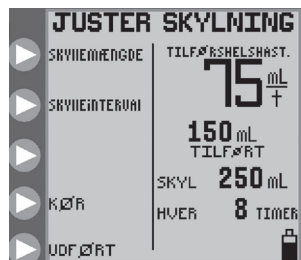 JUSTER SKYLNING
SKYLLEMÆNGDE
SKYLLEINTERVAL
KØR
UDFØRT
TILFØRSHELSHAST.
75 mL/t
150 mL
TILFØRT
SKYL 250 mL
HVER 8 TIMER